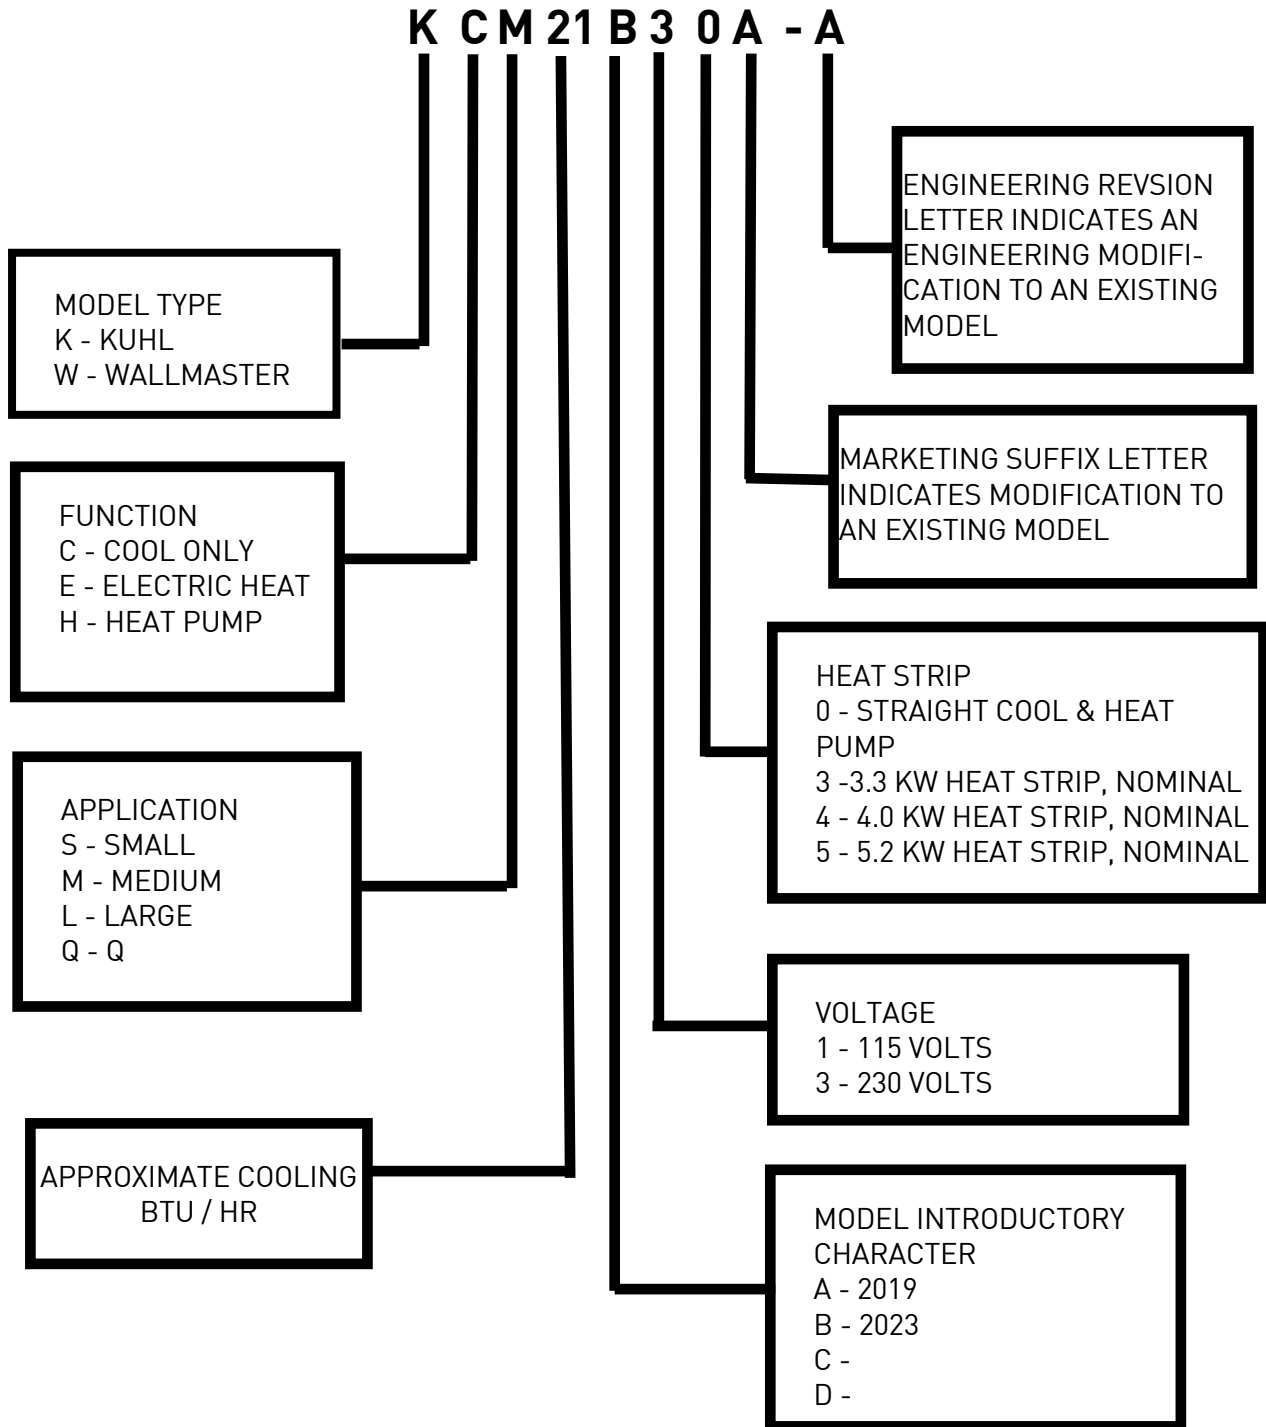 K C M 21 B 3 0 A - A
MODEL TYPE
K - KUHL
W - WALLMASTER
FUNCTION
C - COOL ONLY
E - ELECTRIC HEAT
H - HEAT PUMP
APPLICATION
S - SMALL
M - MEDIUM
L - LARGE
Q - Q
APPROXIMATE COOLING
BTU / HR
ENGINEERING REVSION
LETTER INDICATES AN
ENGINEERING MODIFI-
CATION TO AN EXISTING
MODEL
MARKETING SUFFIX LETTER
INDICATES MODIFICATION TO
AN EXISTING MODEL
HEAT STRIP
0 - STRAIGHT COOL & HEAT
PUMP
3 -3.3 KW HEAT STRIP, NOMINAL
4 - 4.0 KW HEAT STRIP, NOMINAL
5 - 5.2 KW HEAT STRIP, NOMINAL
VOLTAGE
1 - 115 VOLTS
3 - 230 VOLTS
MODEL INTRODUCTORY
CHARACTER
A - 2019
B - 2023
C -
D -